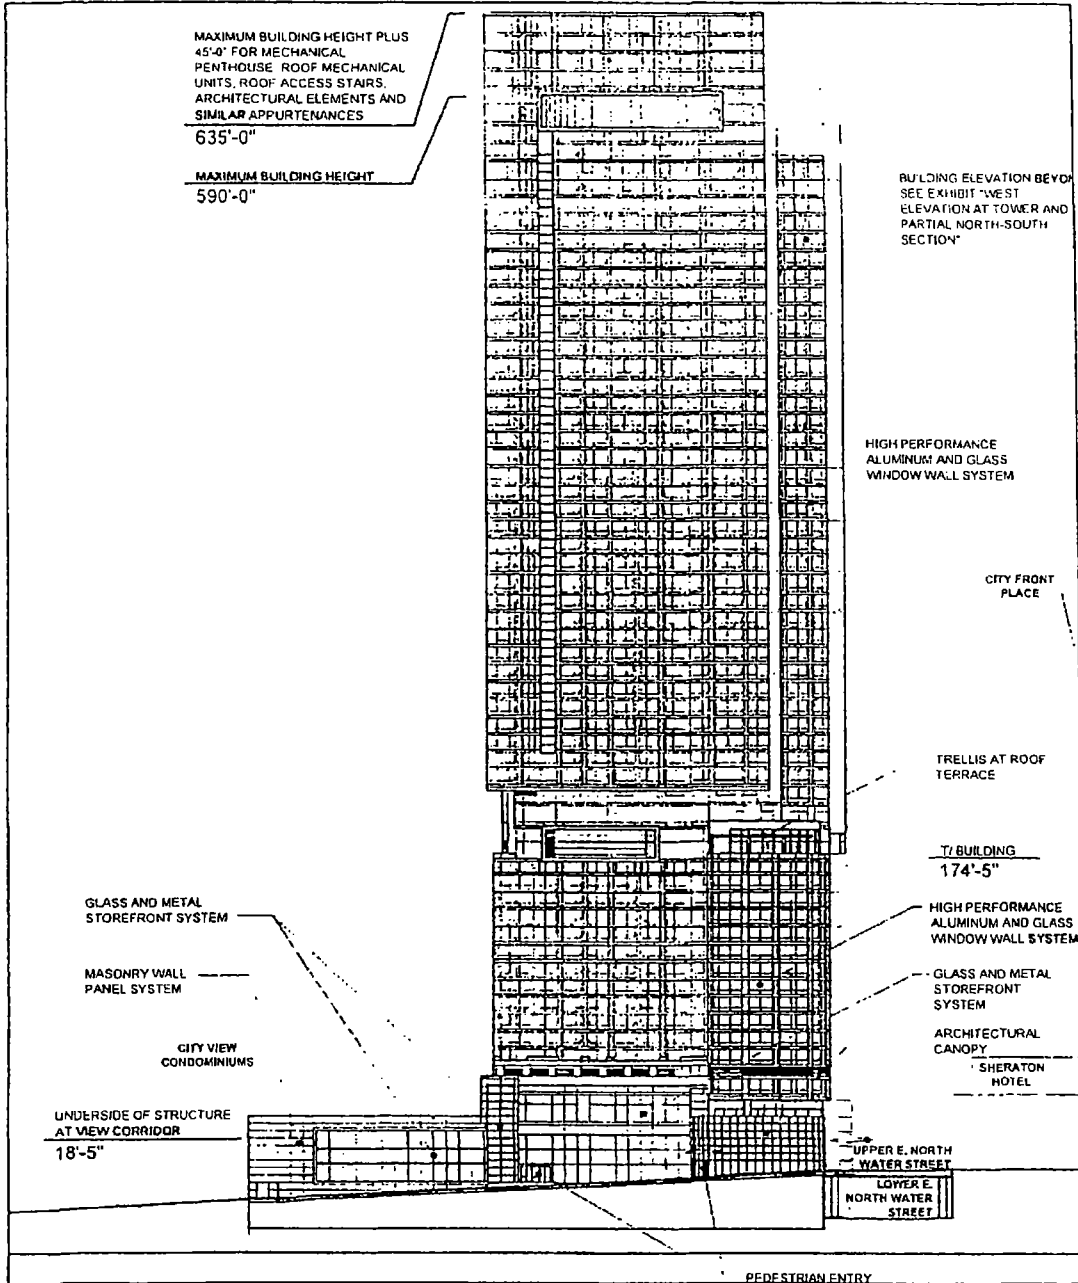 MAXIMUM BUILDING HEIGHT PLUS
45'-0" FOR MECHANICAL
PENTHOUSE ROOF MECHANICAL
UNITS, ROOF ACCESS STAIRS,
ARCHITECTURAL ELEMENTS AND
SIMILAR APPURTENANCES
635'-0"
MAXIMUM BUILDING HEIGHT
590'-0"
BUILDING ELEVATION BEYON
SEE EXHIBIT "WEST
ELEVATION AT TOWER AND
PARTIAL NORTH-SOUTH
SECTION"
HIGH PERFORMANCE
ALUMINUM AND GLASS
WINDOW WALL SYSTEM
CITY FRONT
PLACE
TRELLIS AT ROOF
TERRACE
T/ BUILDING
174'-5"
GLASS AND METAL
STOREFRONT SYSTEM
HIGH PERFORMANCE
ALUMINUM AND GLASS
WINDOW WALL SYSTEM
MASONRY WALL
PANEL SYSTEM
GLASS AND METAL
STOREFRONT
SYSTEM
CITY VIEW
CONDOMINIUMS
ARCHITECTURAL
CANOPY
SHERATON
HOTEL
UNDERSIDE OF STRUCTURE
AT VIEW CORRIDOR
18'-5"
UPPER E. NORTH
WATER STREET
LOWER E.
NORTH WATER
STREET
PEDESTRIAN ENTRY